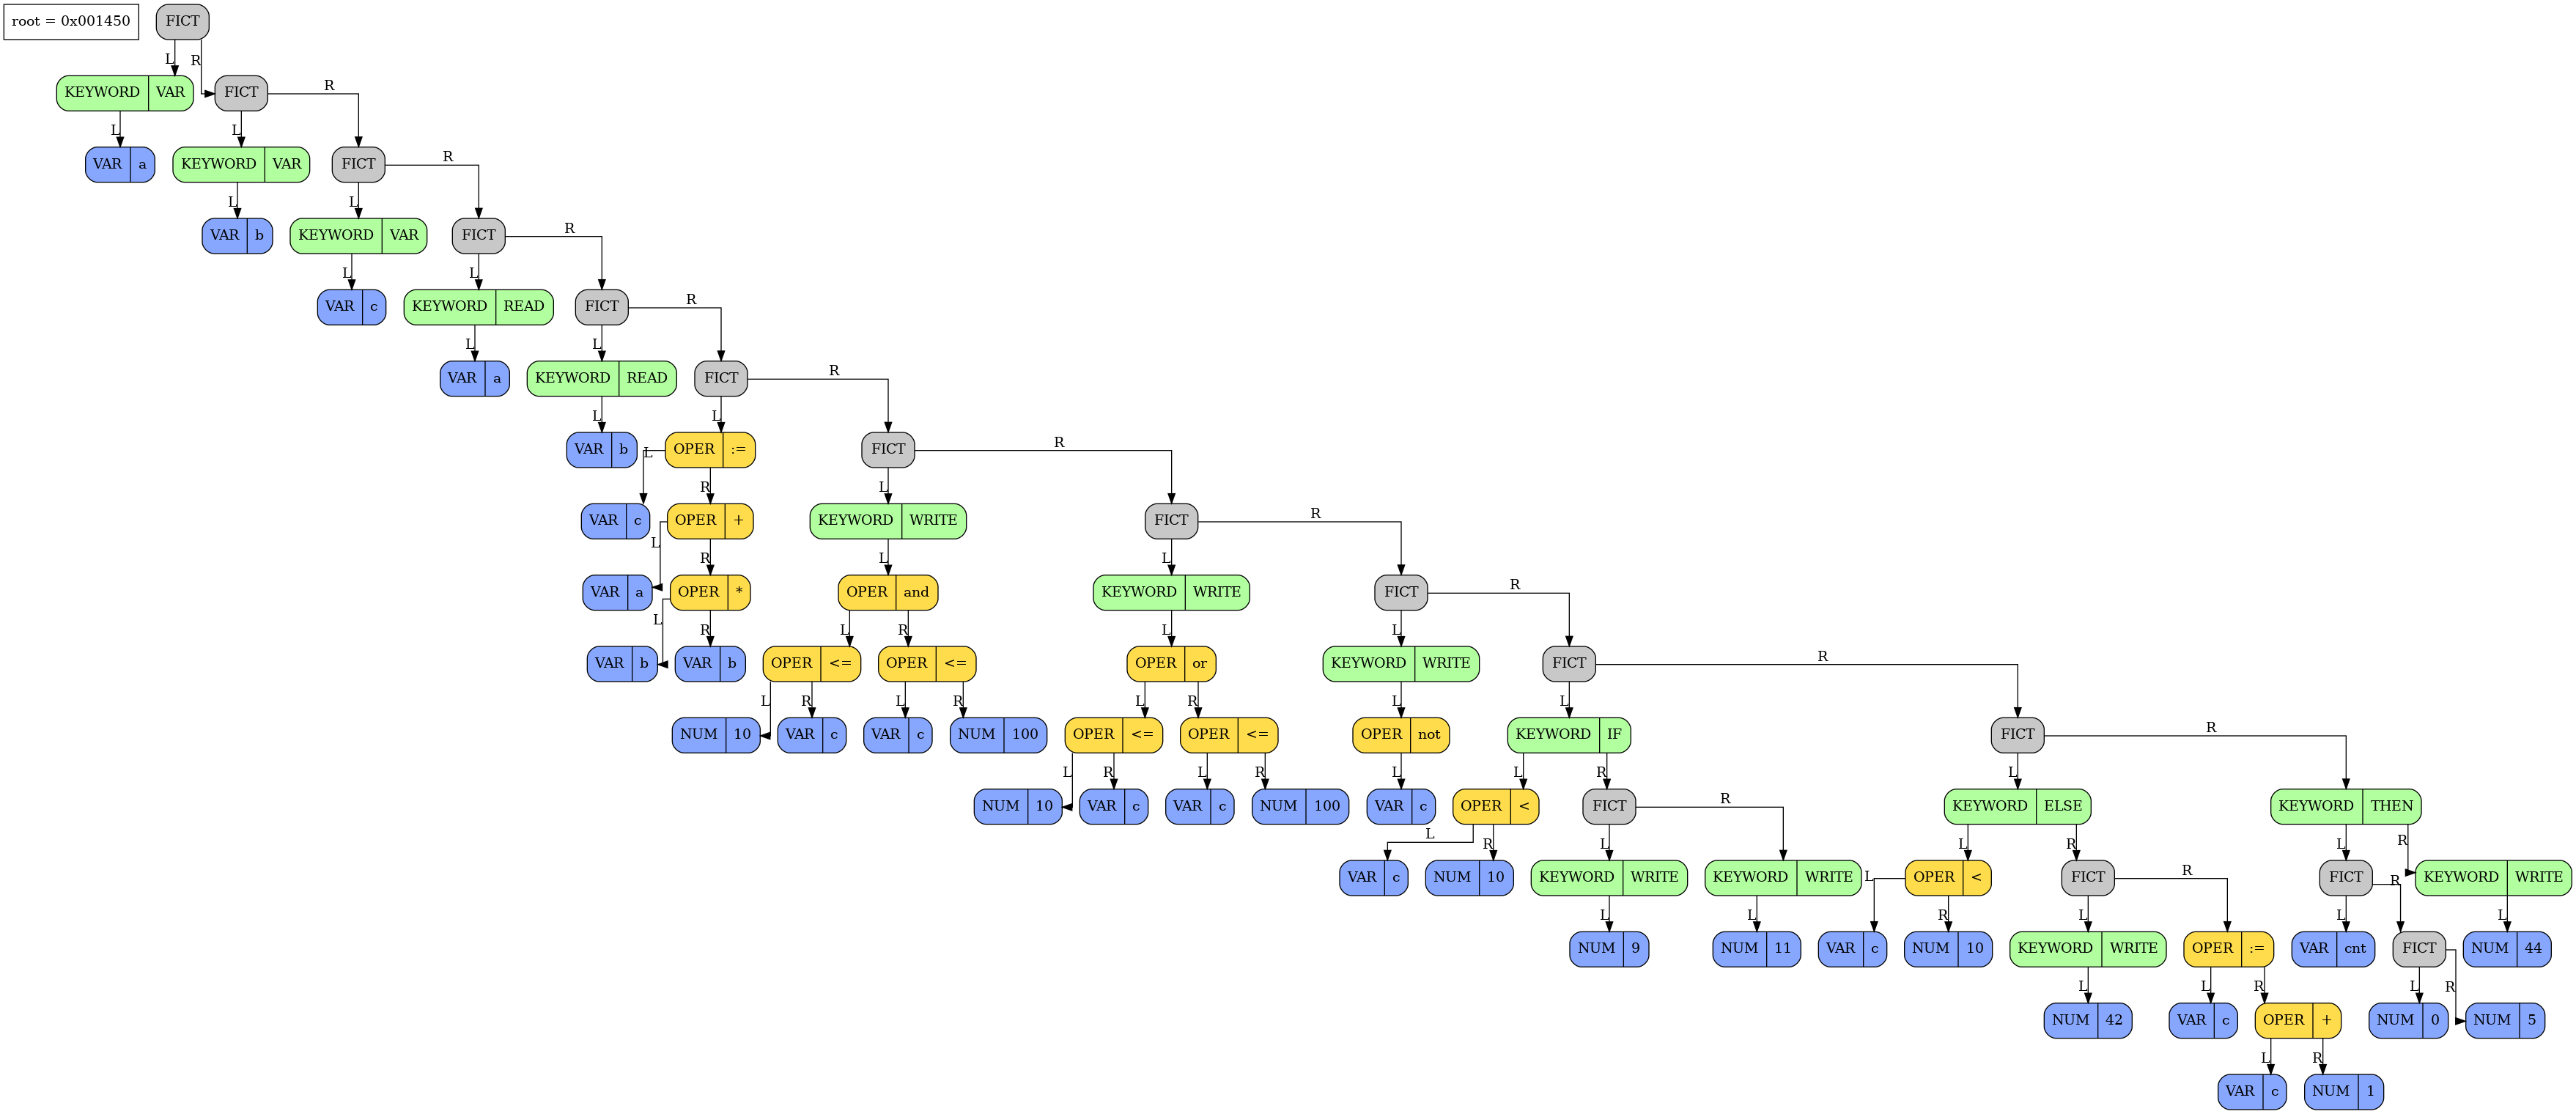 root = 0x001450 FICT
L R
KEYWORD VAR FICT R
L L
VAR a KEYWORD VAR FICT R
L L
VAR b KEYWORD VAR FICT R
L L
VAR c KEYWORD READ FICT R
L L
VAR a KEYWORD READ FICT R
L L
VAR b L OPER := FICT R
R L
VAR c OPER + KEYWORD WRITE FICT R
L R L L
VAR a OPER * OPER and KEYWORD WRITE FICT R
L R L R L L
VAR b VAR b OPER <= OPER <= OPER or KEYWORD WRITE FICT R
L R L R L R L L
NUM 10 VAR c VAR c NUM 100 OPER <= OPER <= OPER not KEYWORD IF FICT R
L R L R L L R L
NUM 10 VAR c VAR c NUM 100 VAR c OPER < FICT R KEYWORD ELSE KEYWORD THEN
L R L L R L R
VAR c NUM 10 KEYWORD WRITE KEYWORD WRITE L OPER < FICT R FICT R KEYWORD WRITE
L L R L L L
NUM 9 NUM 11 VAR c NUM 10 KEYWORD WRITE OPER := VAR cnt FICT NUM 44
L L R L R
NUM 42 VAR c OPER + NUM 0 NUM 5
L R
VAR c NUM 1